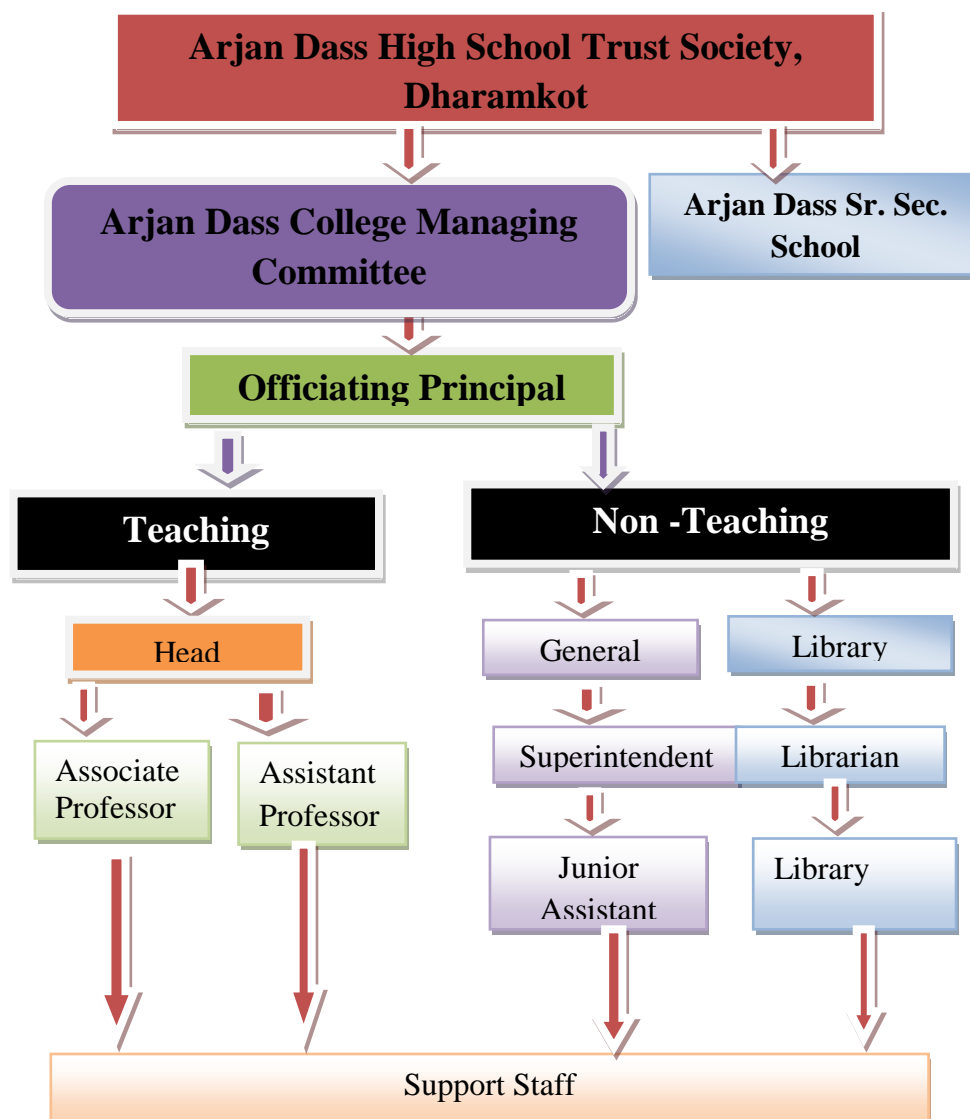 Arjan Dass High School Trust Society,
Dharamkot
Arjan Dass College Managing
Committee
Arjan Dass Sr. Sec.
School
Officiating Principal
Teaching
Non -Teaching
Head
General
Library
Associate
Professor
Assistant
Professor
Superintendent
Librarian
Junior
Assistant
Library
Support Staff